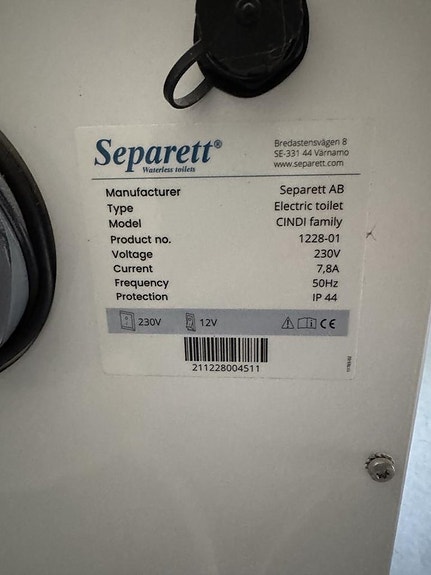 Separett®
Waterless toilets
Bredastensvägen 8
SE-331 44 Värnamo
www.separett.com
Manufacturer Separett AB
Type Electric toilet
Model CINDI family
Product no. 1228-01
Voltage 230V
Current 7,8A
Frequency 50Hz
Protection IP 44
230V 12V CE
211228004511